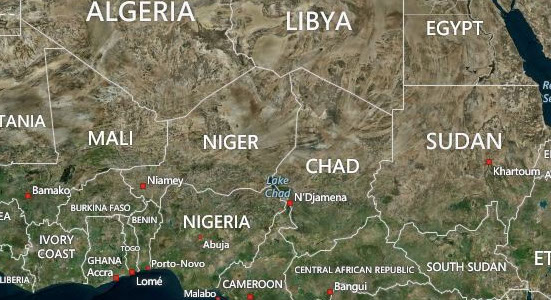 ALGERIA
LIBYA
EGYPT
TANIA
MALI
NIGER
CHAD
SUDAN
Khartoum
Lake
Chad
N'Djamena
Niamey
Bamako
BURKINA FASO
BENIN
NIGERIA
Abuja
IVORY
COAST
GHANA
TOGO
Accra
Porto-Novo
Lomé
LIBERIA
Malabo
CAMEROON
CENTRAL AFRICAN REPUBLIC
Bangui
SOUTH SUDAN
ET
EA